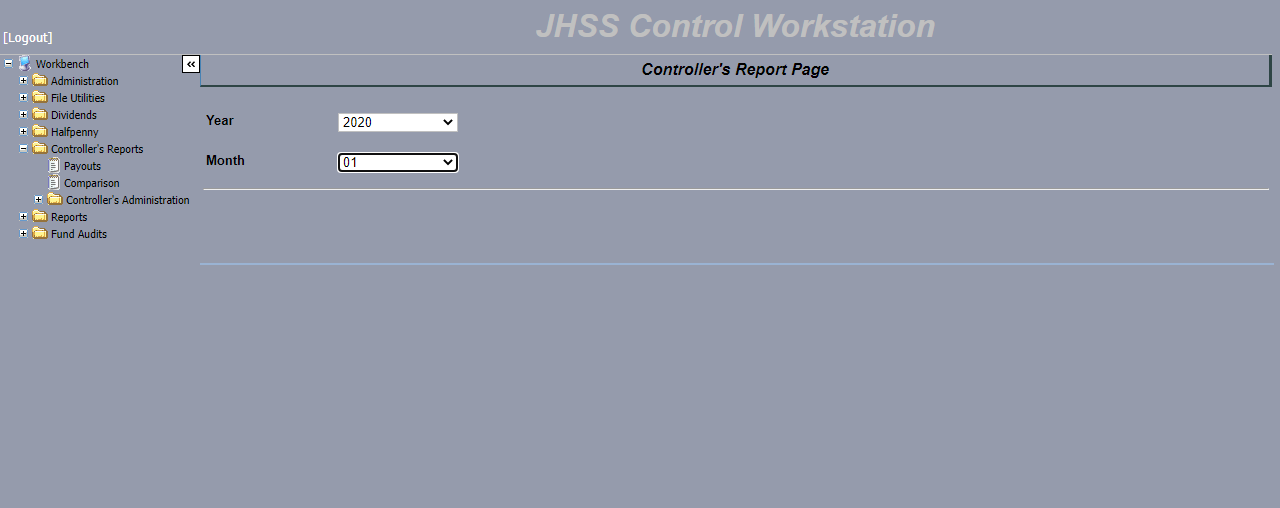 JHSS Control Workstation
[Logout]
Workbench
Administration
File Utilities
Dividends
Halfpenny
Controller's Reports
Payouts
Comparison
Controller's Administration
Reports
Fund Audits
«
Controller's Report Page
Year 2020
Month 01